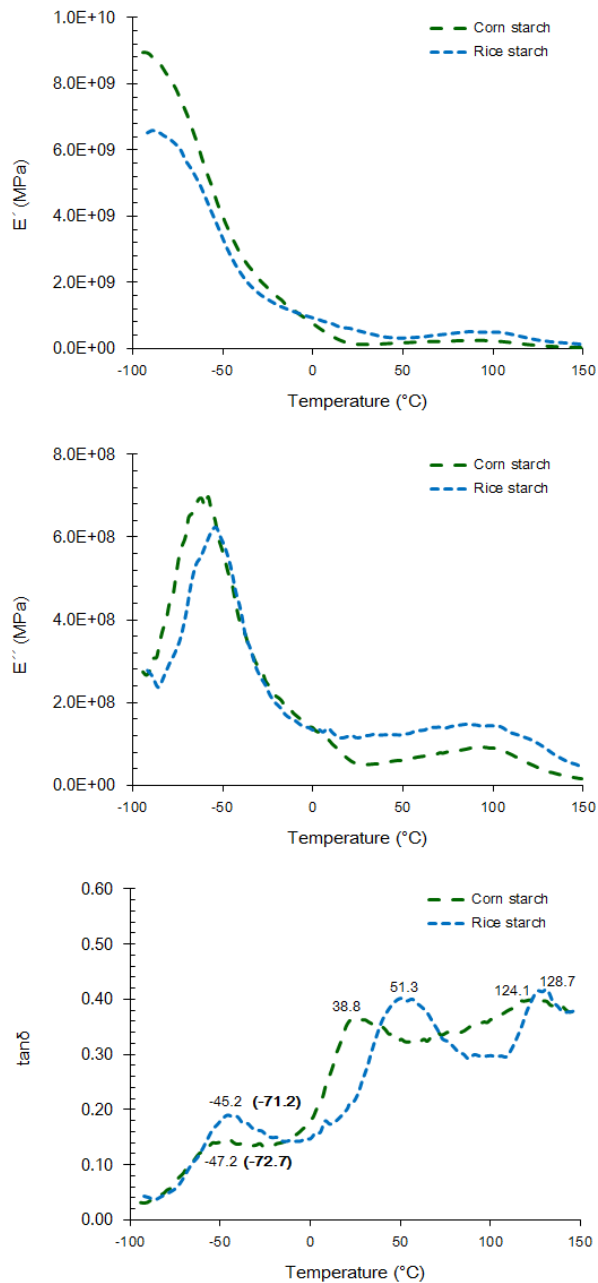 1.0E+10
8.0E+09
6.0E+09
4.0E+09
2.0E+09
0.0E+00
E´ (MPa)
Corn starch
Rice starch
-100 -50 0 50 100 150
Temperature (°C)
8.0E+08
6.0E+08
4.0E+08
2.0E+08
0.0E+00
E´´ (MPa)
Corn starch
Rice starch
-100 -50 0 50 100 150
Temperature (°C)
0.60
0.50
0.40
0.30
0.20
0.10
0.00
tanδ
Corn starch
Rice starch
38.8
51.3
124.1
128.7
-45.2 (-71.2)
-47.2 (-72.7)
-100 -50 0 50 100 150
Temperature (°C)